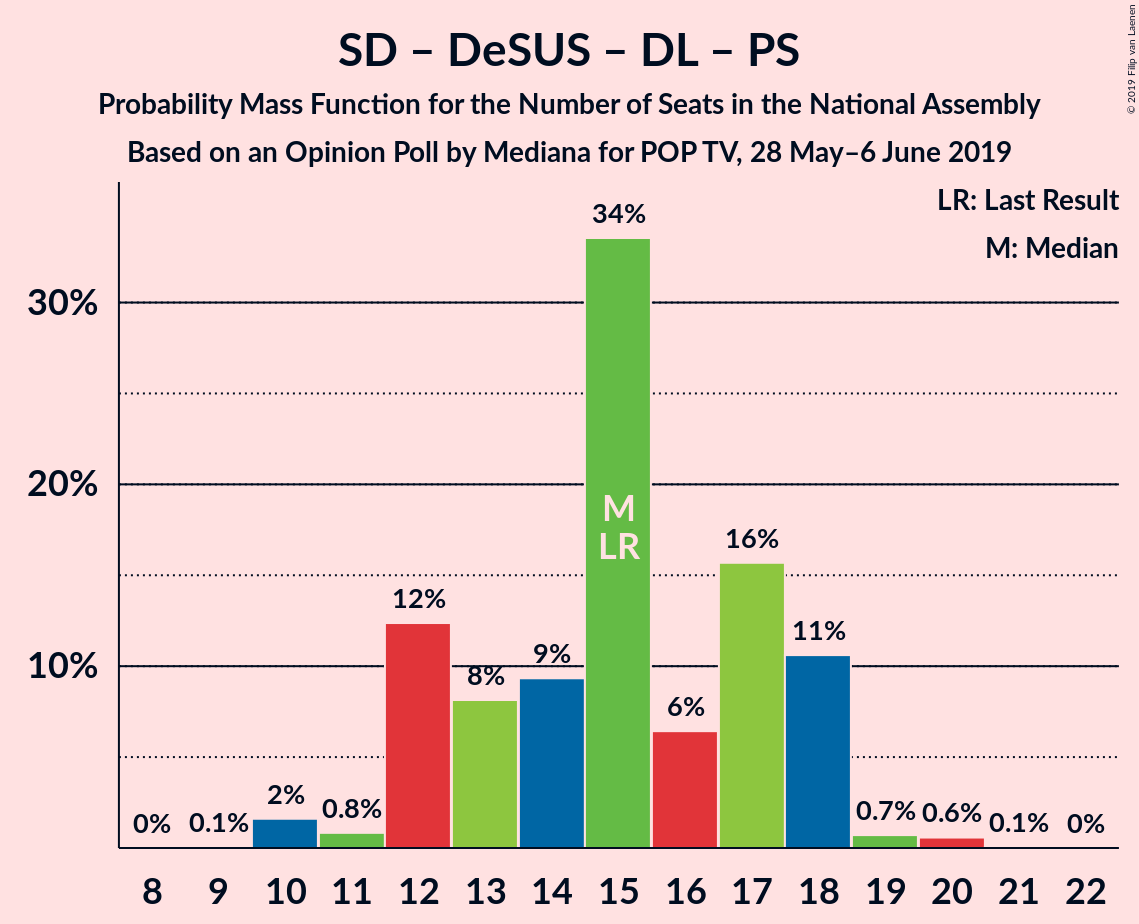 SD – DeSUS – DL – PS
Probability Mass Function for the Number of Seats in the National Assembly
Based on an Opinion Poll by Mediana for POP TV, 28 May–6 June 2019
© 2019 Filip van Laenen
LR: Last Result
M: Median
30%
20%
10%
0%
0.1%
2%
0.8%
12%
8%
9%
34%
M
LR
6%
16%
11%
0.7%
0.6%
0.1%
0%
8 9 10 11 12 13 14 15 16 17 18 19 20 21 22